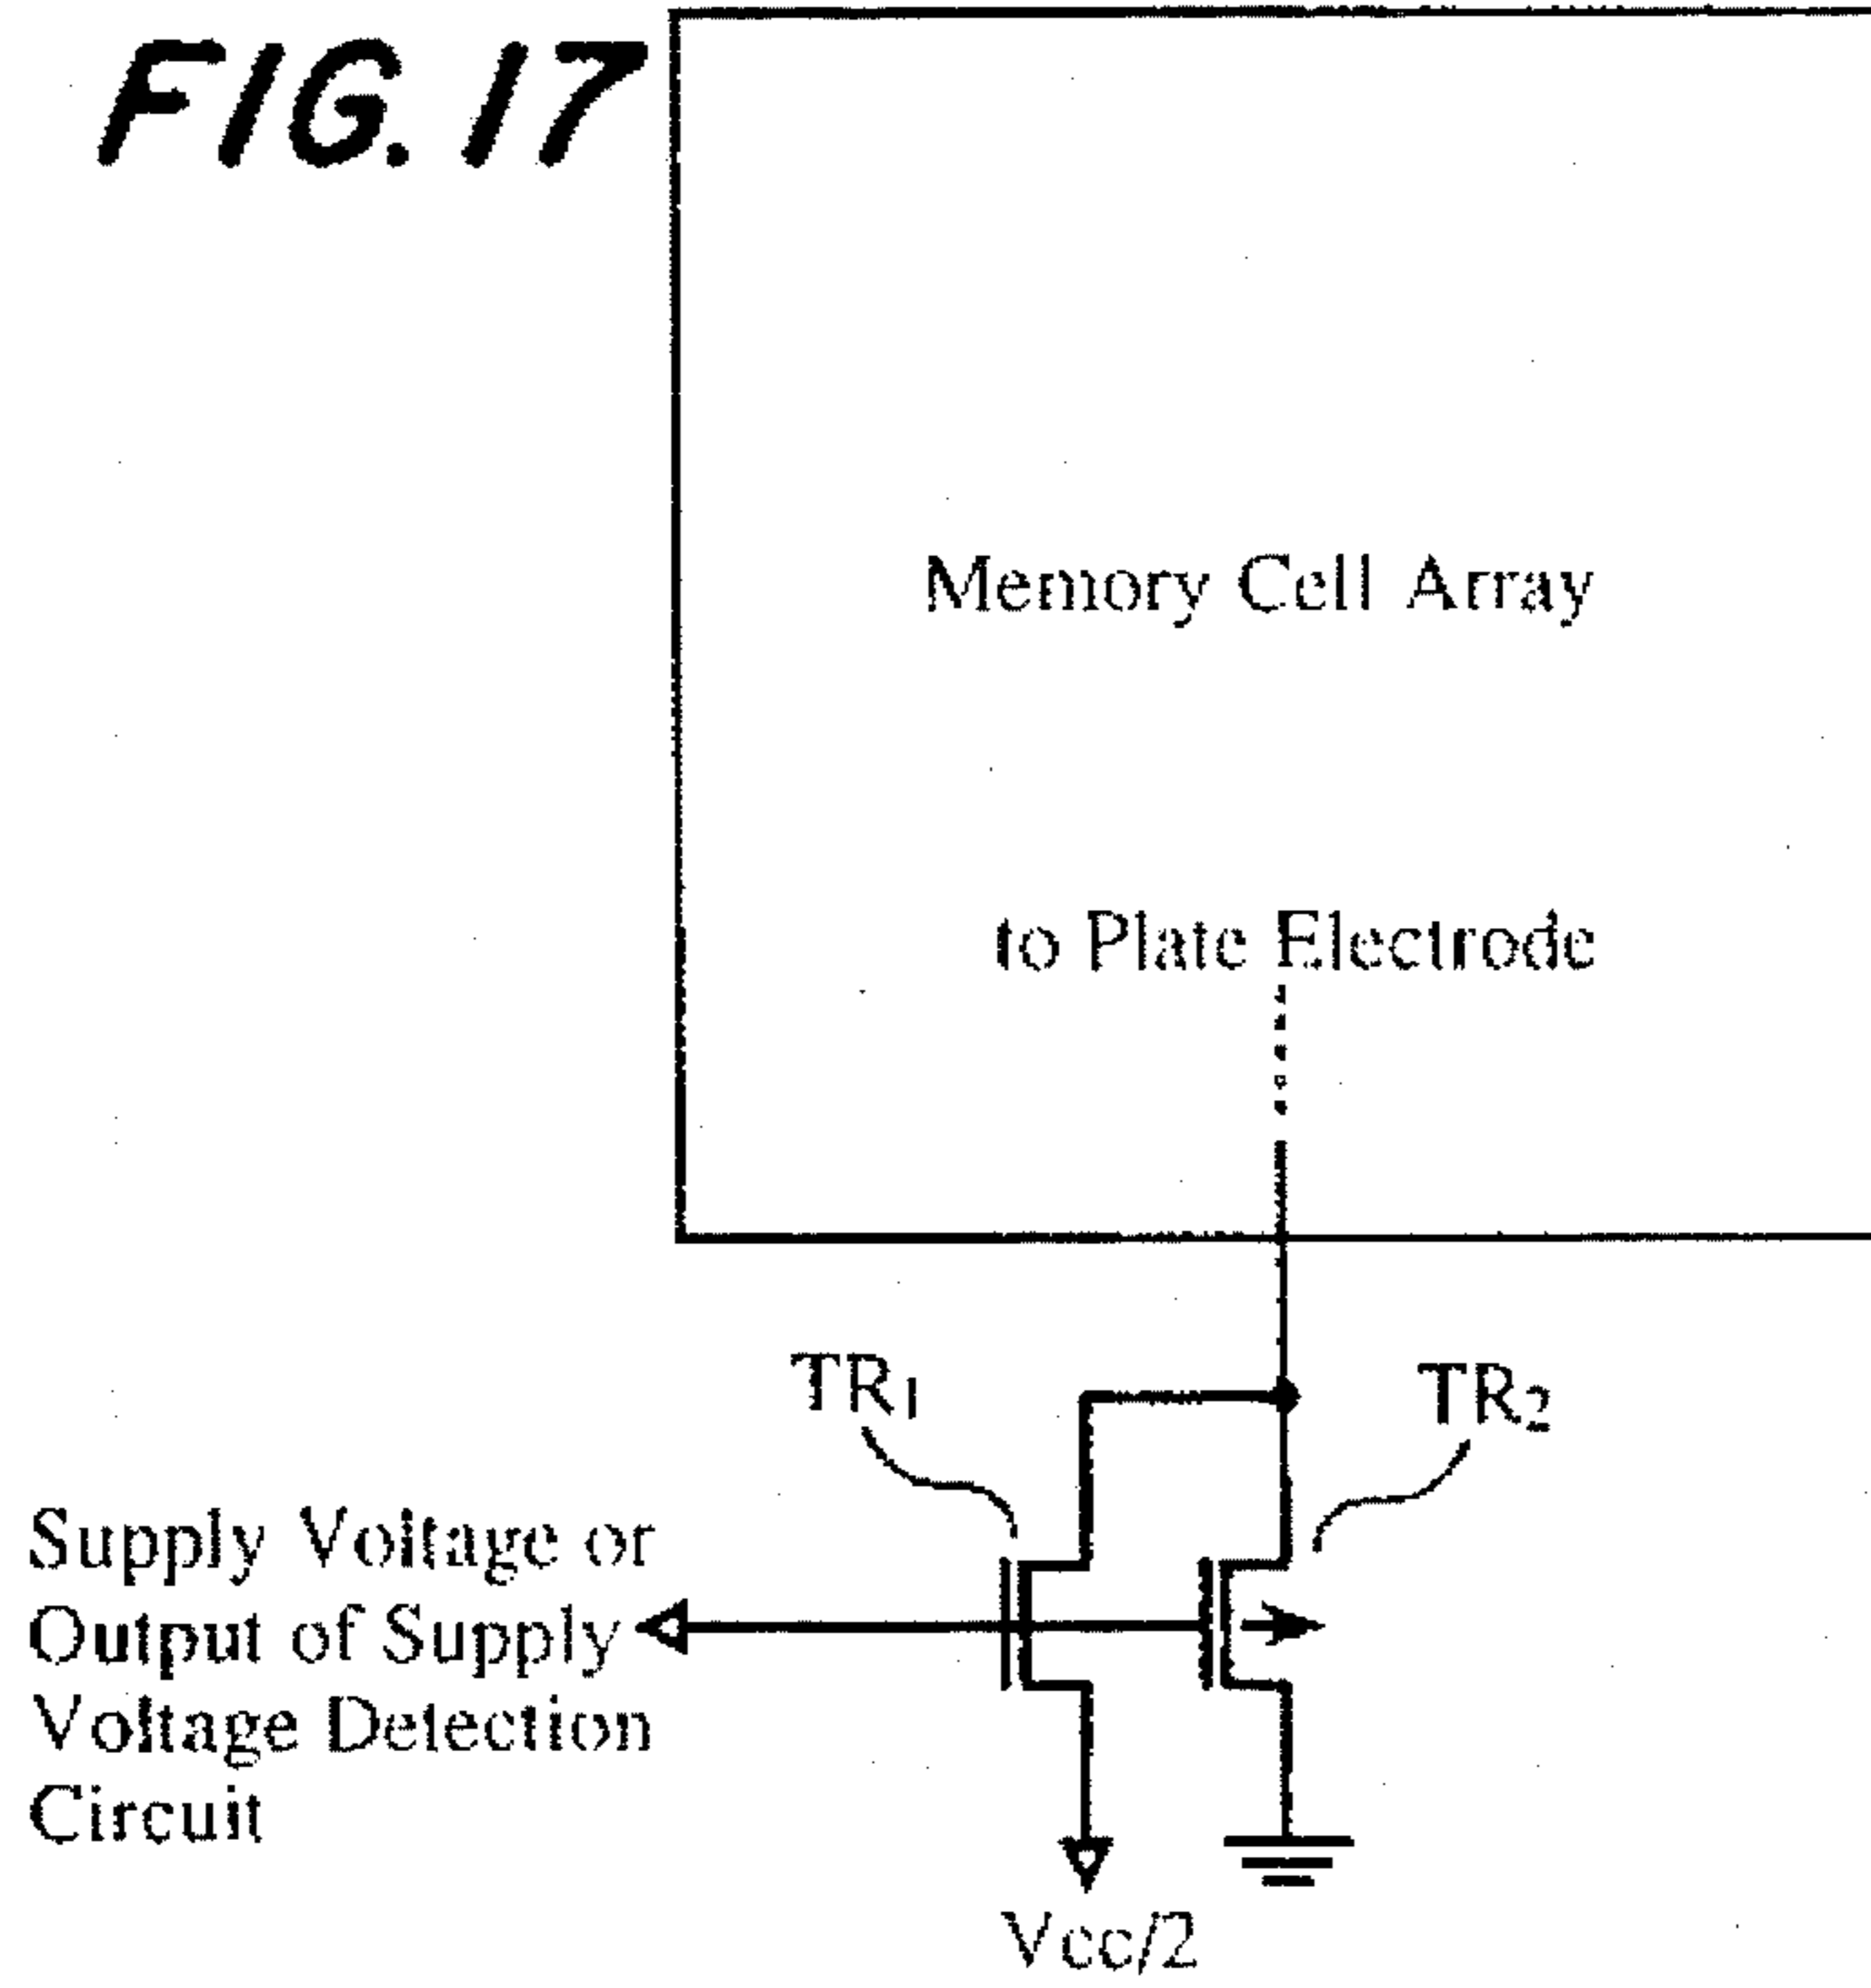 FIG. 17
Memory Cell Array
to Plate Electrode
TR1
TR2
Supply Voltage or
Output of Supply
Voltage Detection
Circuit
Vcc/2